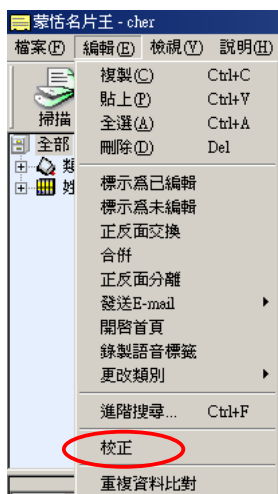 蒙恬名片王 - cher
檔案(F) 編輯(E) 檢視(V) 說明(H)
掃描
全部
類
姓
複製(C) Ctrl+C
貼上(P) Ctrl+V
全選(A) Ctrl+A
刪除(D) Del
標示為已編輯
標示為未編輯
正反面交換
合併
正反面分離
發送E-mail
開啓首頁
錄製語音標籤
更改類別
進階搜尋... Ctrl+F
校正
重複資料比對